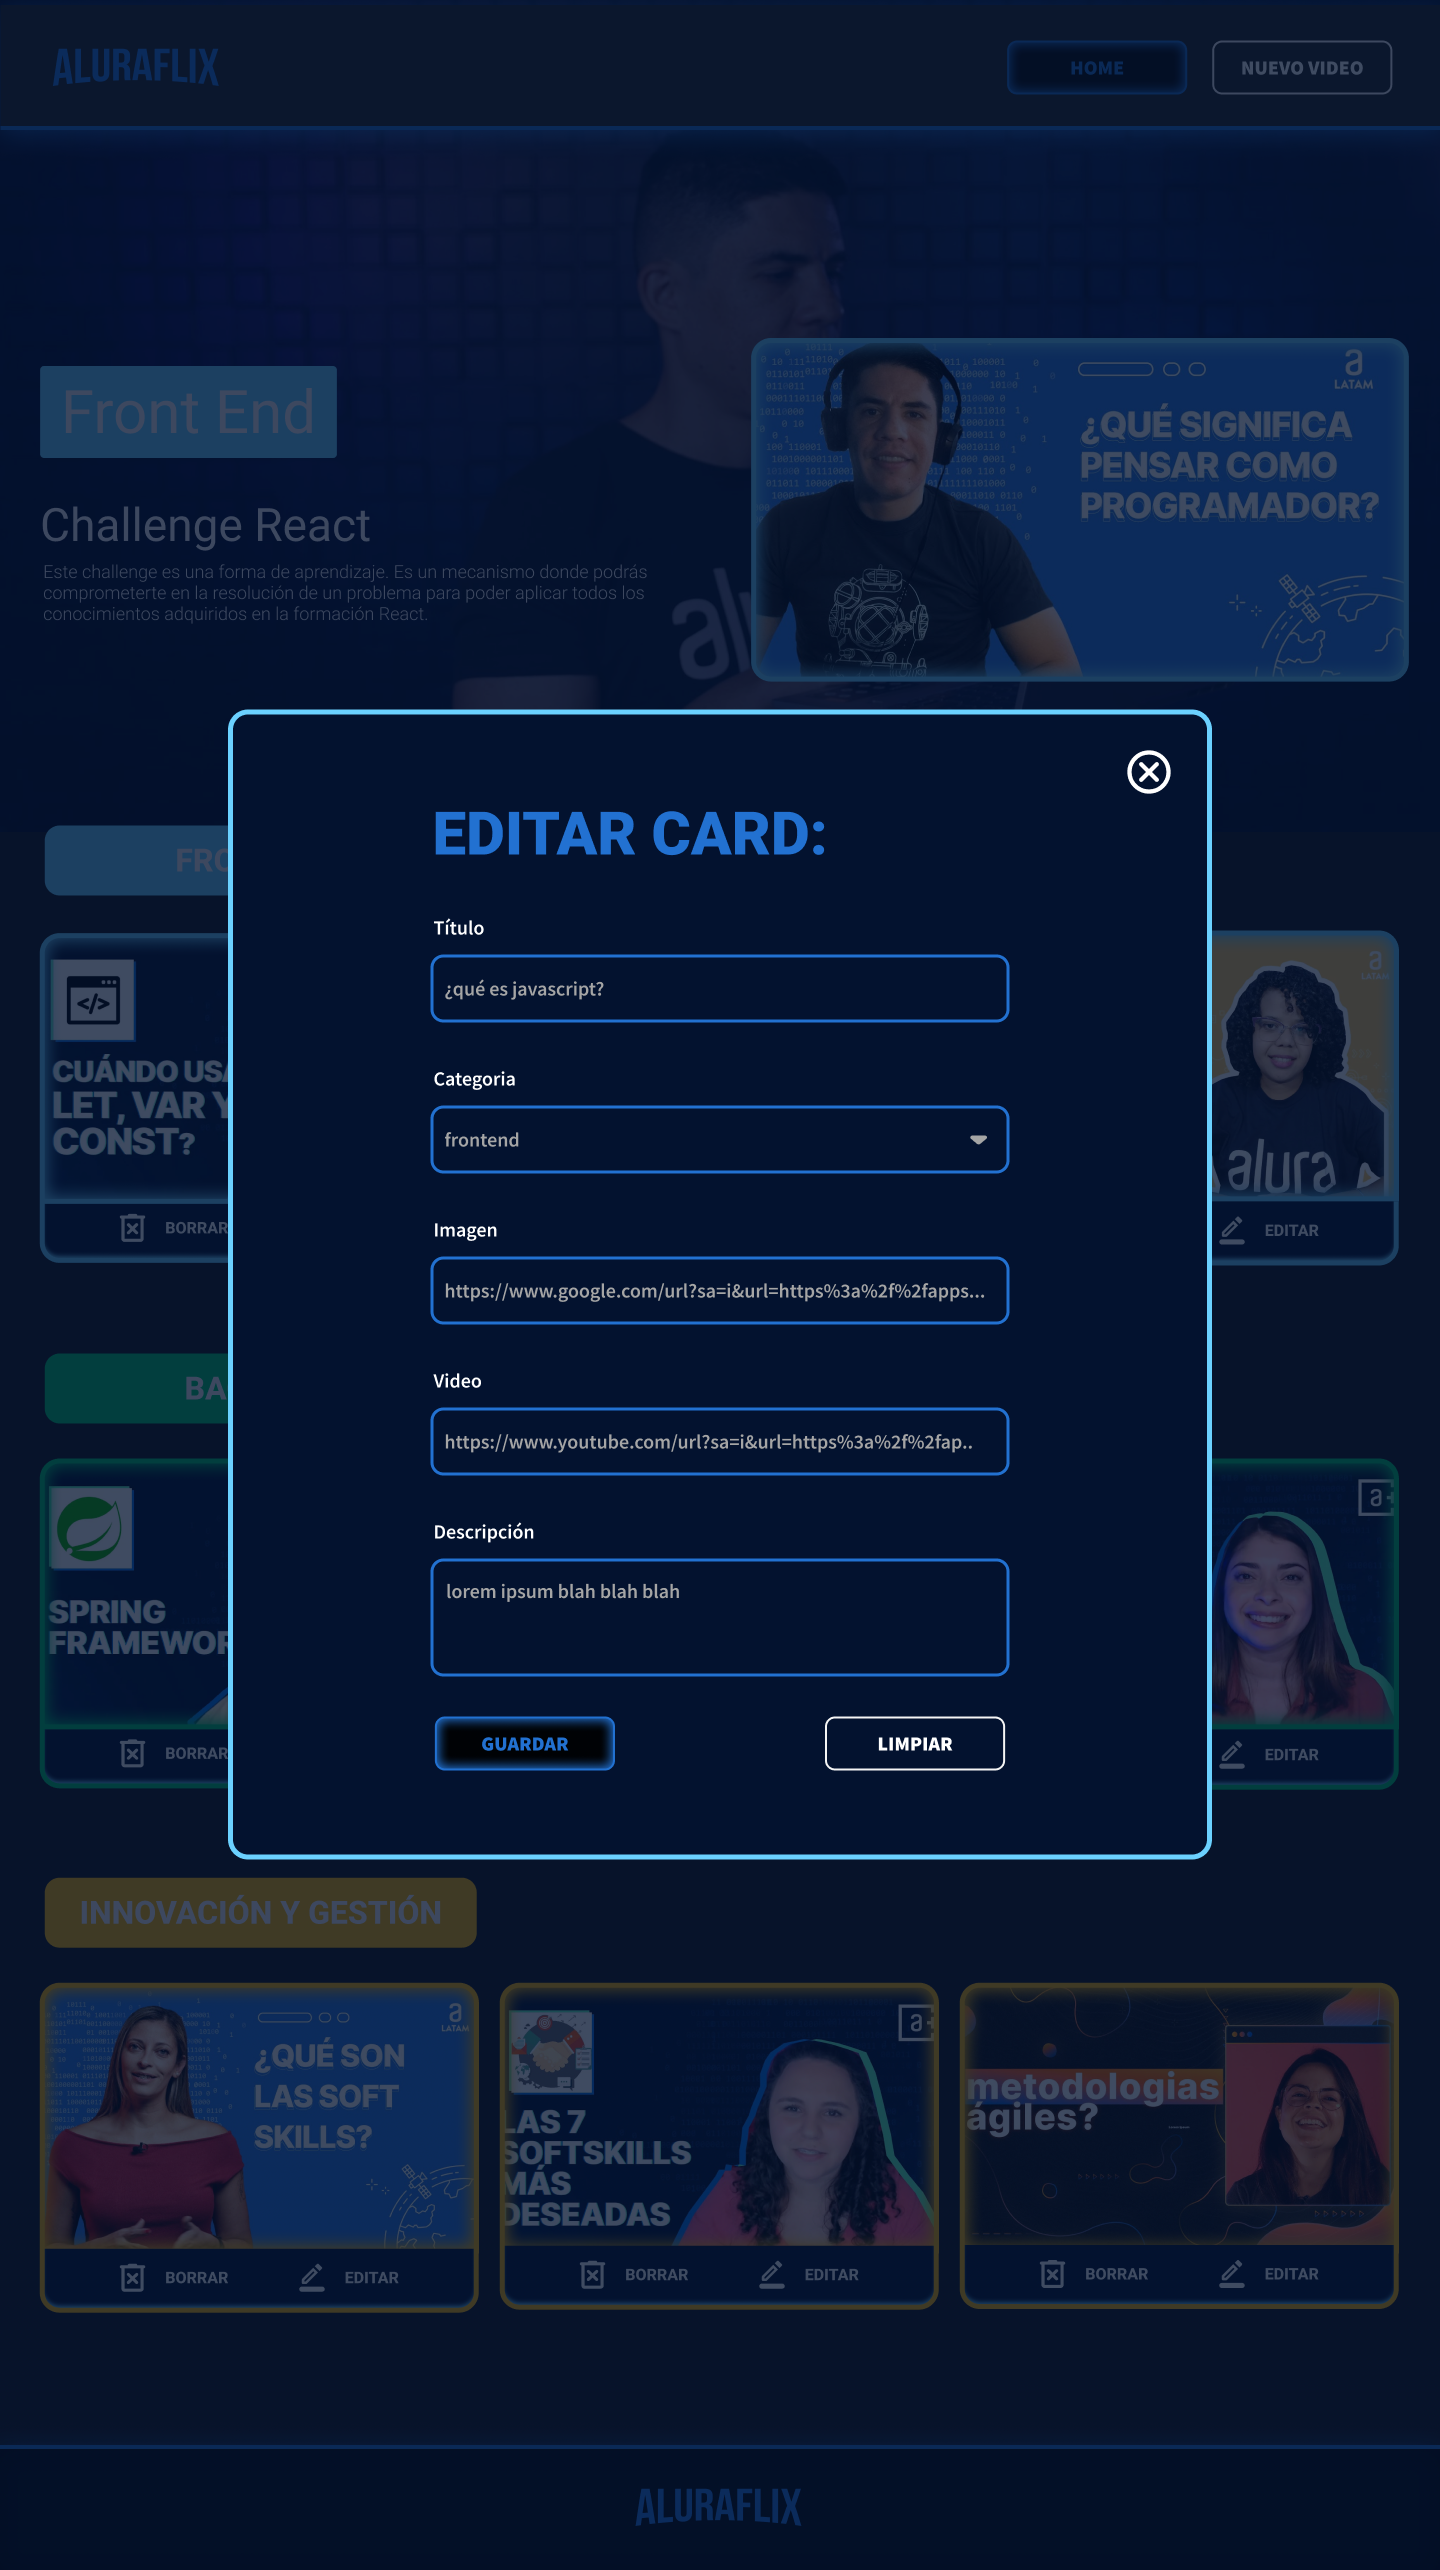 ALURAFLIX
HOME
NUEVO VIDEO
Front End
Challenge React
Este challenge es una forma de aprendizaje. Es un mecanismo donde podrás
comprometerte en la resolución de un problema para poder aplicar todos los
conocimientos adquiridos en la formación React.
alu
a
LATAM
¿QUÉ SIGNIFICA
PENSAR COMO
PROGRAMADOR?
EDITAR CARD:
Título
¿qué es javascript?
Categoria
frontend
Imagen
https://www.google.com/url?sa=i&url=https%3a%2f%2fapps...
Video
https://www.youtube.com/url?sa=i&url=https%3a%2f%2fap..
Descripción
lorem ipsum blah blah blah
GUARDAR
LIMPIAR
FRO
</>
CUÁNDO USA
LET, VAR Y
CONST?
BORRAR
a
LATAM
alura
EDITAR
BA
SPRING
FRAMEWOR
BORRAR
a+
EDITAR
INNOVACIÓN Y GESTIÓN
a
LATAM
¿QUÉ SON
LAS SOFT
SKILLS?
BORRAR
EDITAR
a+
LAS 7
SOFTSKILLS
MÁS
DESEADAS
BORRAR
EDITAR
metodologias
ágiles?
BORRAR
EDITAR
ALURAFLIX